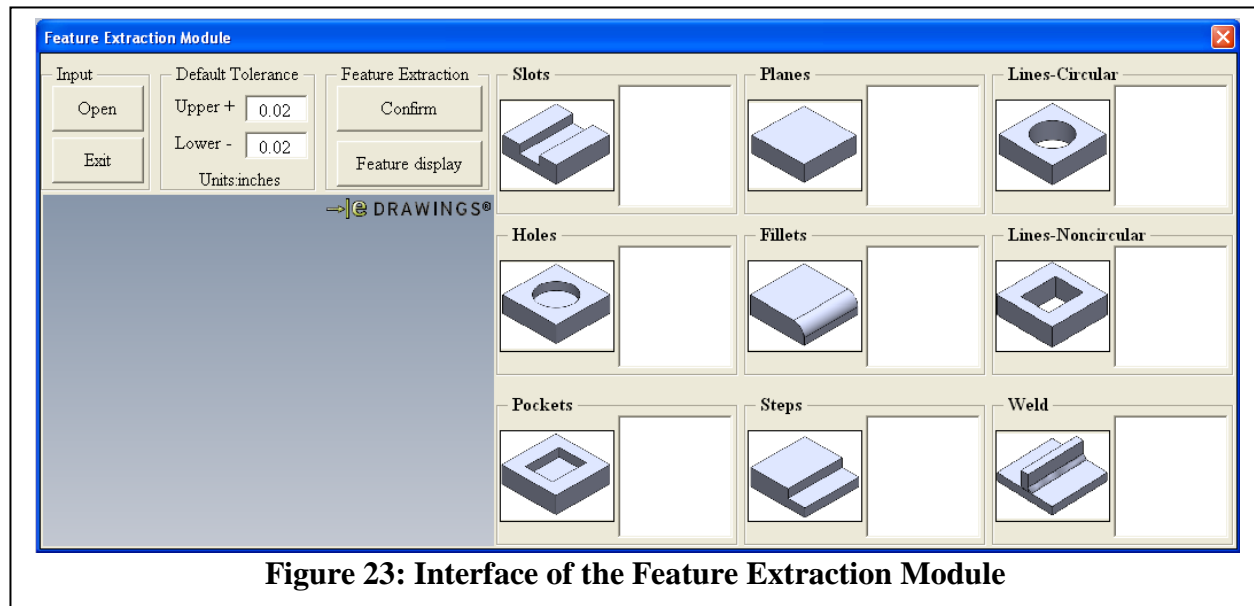 Feature Extraction Module
Input
Open
Exit
Default Tolerance
Upper + 0.02
Lower - 0.02
Units:inches
Feature Extraction
Confirm
Feature display
eDRAWINGS®
Slots
Planes
Lines-Circular
Holes
Fillets
Lines-Noncircular
Pockets
Steps
Weld
Figure 23: Interface of the Feature Extraction Module